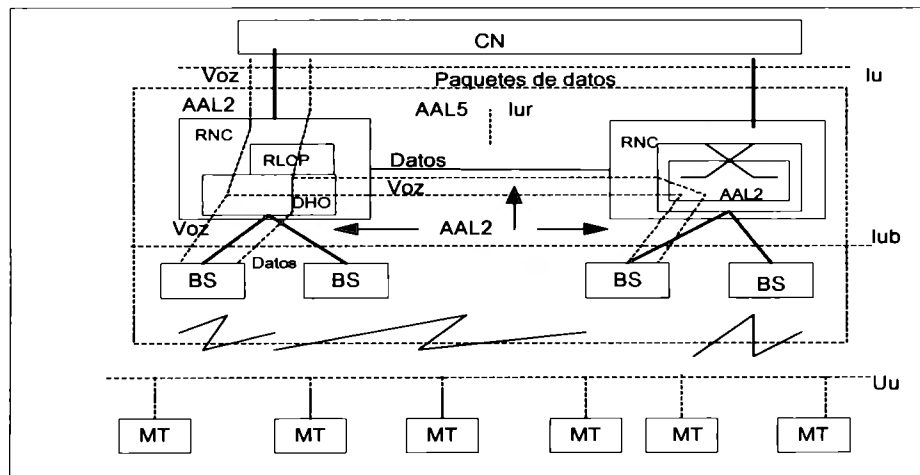 CN
Voz
Paquetes de datos
Iu
AAL2
AAL5
Iur
RNC
RNC
RLCP
Datos
Voz
DHO
AAL2
Voz
AAL2
Iub
Datos
BS
BS
BS
BS
Uu
MT
MT
MT
MT
MT
MT